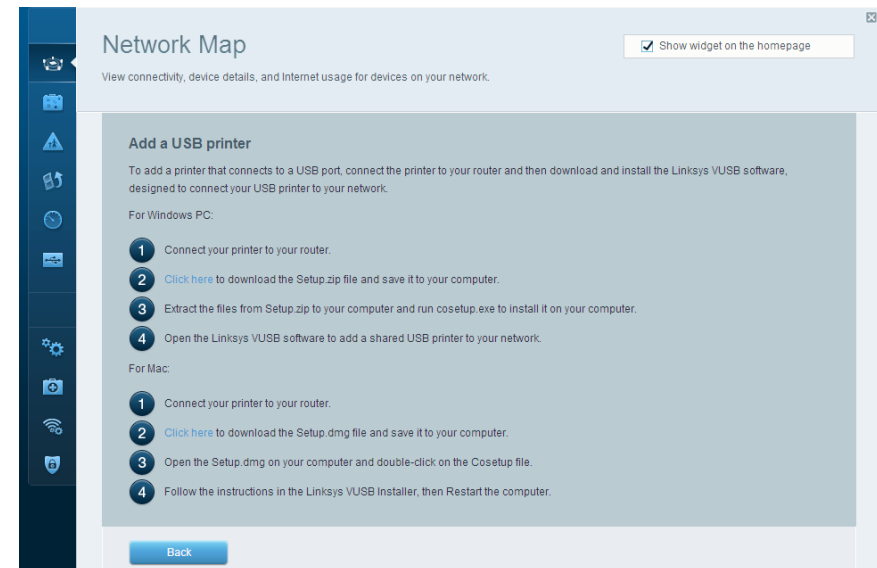 Network Map
Show widget on the homepage
View connectivity, device details, and Internet usage for devices on your network.
Add a USB printer
To add a printer that connects to a USB port, connect the printer to your router and then download and install the Linksys VUSB software,
designed to connect your USB printer to your network.
For Windows PC:
1 Connect your printer to your router.
2 Click here to download the Setup.zip file and save it to your computer.
3 Extract the files from Setup.zip to your computer and run cosetup.exe to install it on your computer.
4 Open the Linksys VUSB software to add a shared USB printer to your network.
For Mac:
1 Connect your printer to your router.
2 Click here to download the Setup.dmg file and save it to your computer.
3 Open the Setup.dmg on your computer and double-click on the Cosetup file.
4 Follow the instructions in the Linksys VUSB Installer, then Restart the computer.
Back